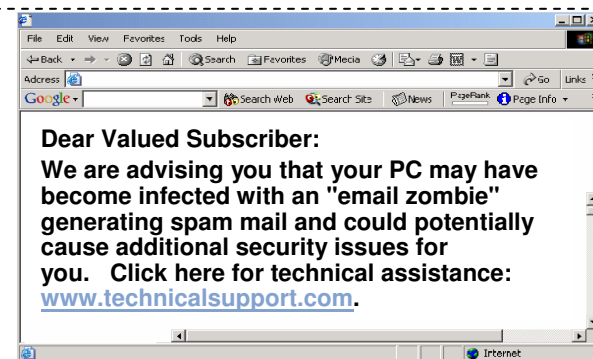 File Edit View Favorites Tools Help
Back Search Favorites Media
Address Go Links
Google Search Web Search Site News PageRank Page Info
Dear Valued Subscriber:
We are advising you that your PC may have
become infected with an "email zombie"
generating spam mail and could potentially
cause additional security issues for
you. Click here for technical assistance:
www.technicalsupport.com.
Internet